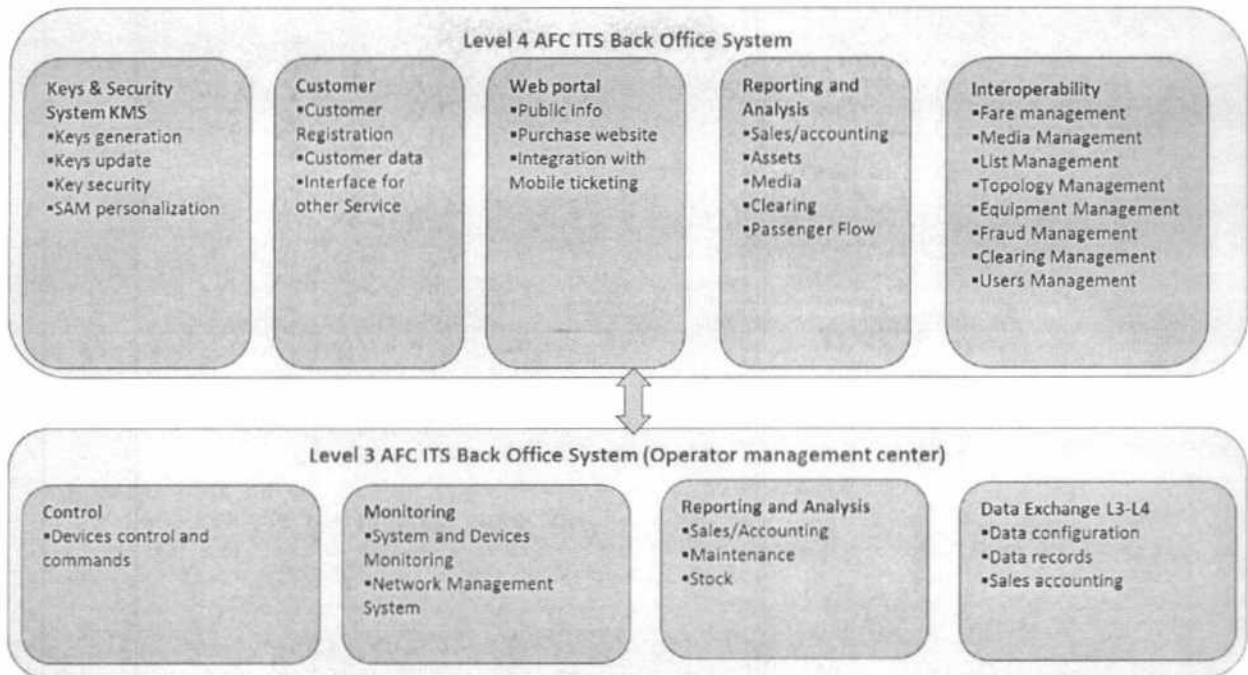 Level 4 AFC ITS Back Office System
Keys & Security
System KMS
▪Keys generation
▪Keys update
▪Key security
▪SAM personalization
Customer
▪Customer
Registration
▪Customer data
▪Interface for
other Service
Web portal
▪Public info
▪Purchase website
▪Integration with
Mobile ticketing
Reporting and
Analysis
▪Sales/accounting
▪Assets
▪Media
▪Clearing
▪Passenger Flow
Interoperability
▪Fare management
▪Media Management
▪List Management
▪Topology Management
▪Equipment Management
▪Fraud Management
▪Clearing Management
▪Users Management
Level 3 AFC ITS Back Office System (Operator management center)
Control
▪Devices control and
commands
Monitoring
▪System and Devices
Monitoring
▪Network Management
System
Reporting and Analysis
▪Sales/Accounting
▪Maintenance
▪Stock
Data Exchange L3-L4
▪Data configuration
▪Data records
▪Sales accounting